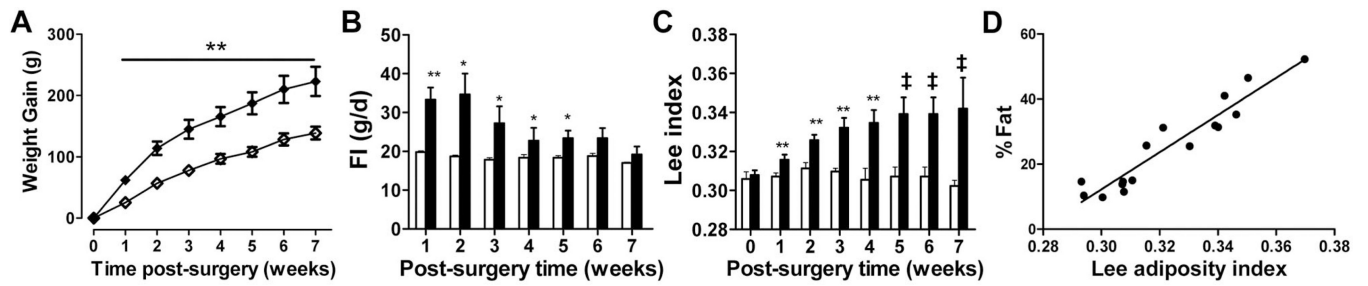 A
Weight Gain (g)
300
200
100
0
**
0 1 2 3 4 5 6 7
Time post-surgery (weeks)
B
FI (g/d)
60
50
40
30
20
10
0
** * * * *
1 2 3 4 5 6 7
Post-surgery time (weeks)
C
Lee index
0.38
0.36
0.34
0.32
0.30
0.28
** ** ** ** ‡ ‡ ‡
0 1 2 3 4 5 6 7
Post-surgery time (weeks)
D
% Fat
60
40
20
0
0.28 0.30 0.32 0.34 0.36 0.38
Lee adiposity index